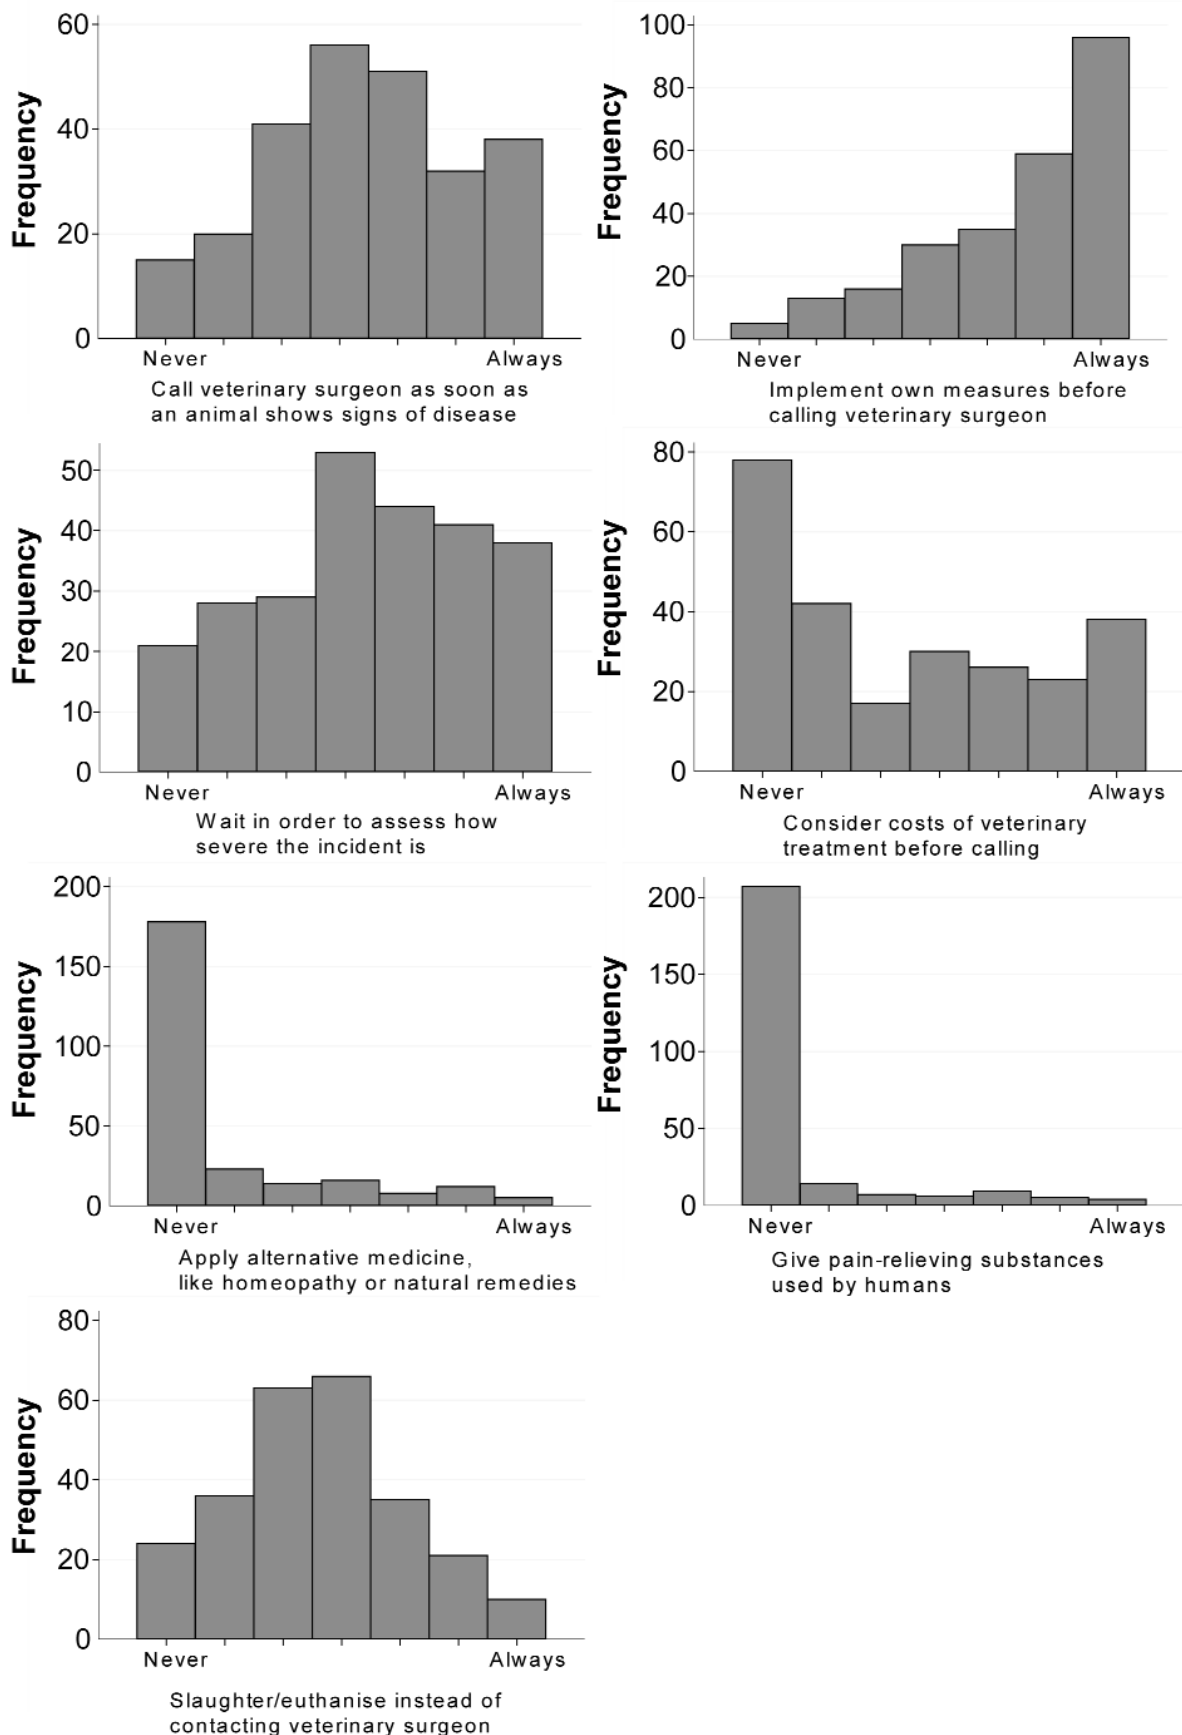 60
40
20
0
Frequency
Never
Always
Call veterinary surgeon as soon as
an animal shows signs of disease
100
80
60
40
20
0
Frequency
Never
Always
Implement own measures before
calling veterinary surgeon
50
40
30
20
10
0
Frequency
Never
Always
Wait in order to assess how
severe the incident is
80
60
40
20
0
Frequency
Never
Always
Consider costs of veterinary
treatment before calling
200
150
100
50
0
Frequency
Never
Always
Apply alternative medicine,
like homeopathy or natural remedies
200
150
100
50
0
Frequency
Never
Always
Give pain-relieving substances
used by humans
80
60
40
20
0
Frequency
Never
Always
Slaughter/euthanise instead of
contacting veterinary surgeon